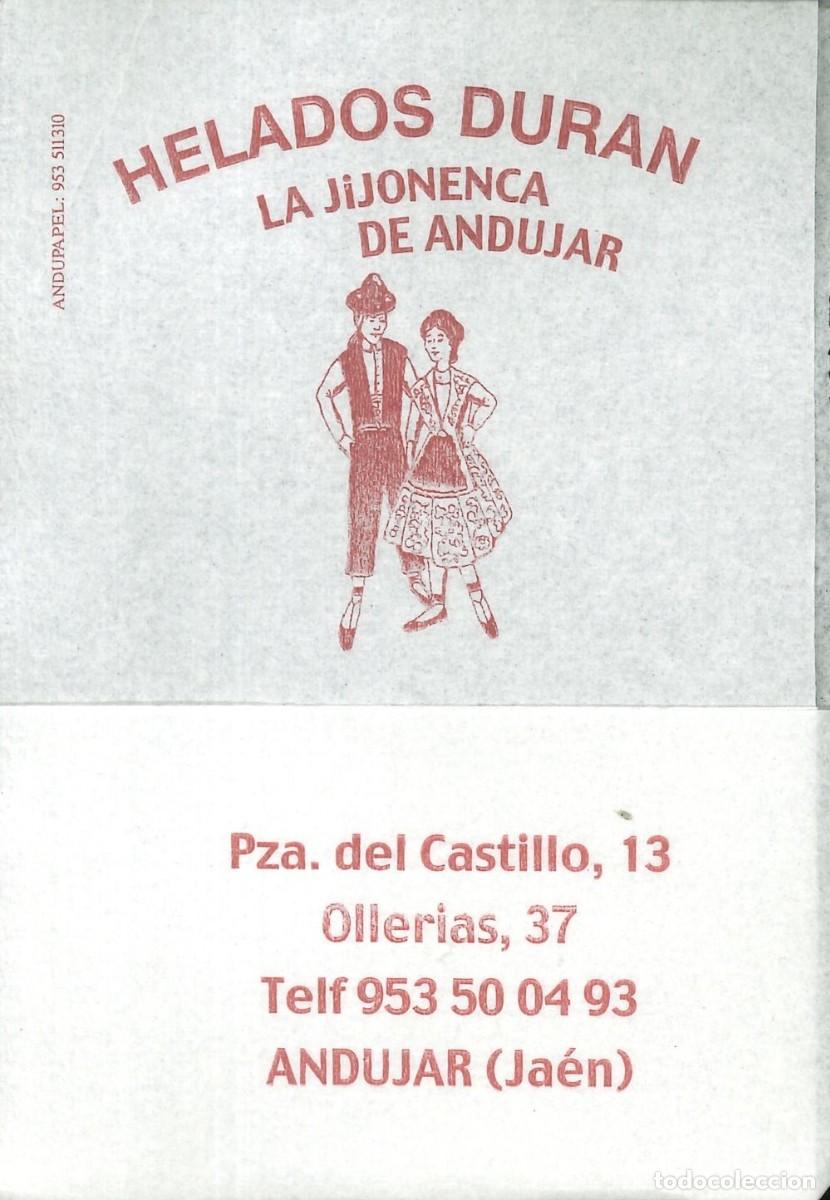 HELADOS DURAN
LA JiJONENCA
DE ANDUJAR
ANDUPAPEL: 953 511310
Pza. del Castillo, 13
Ollerias, 37
Telf 953 50 04 93
ANDUJAR (Jaén)
todocoleccion